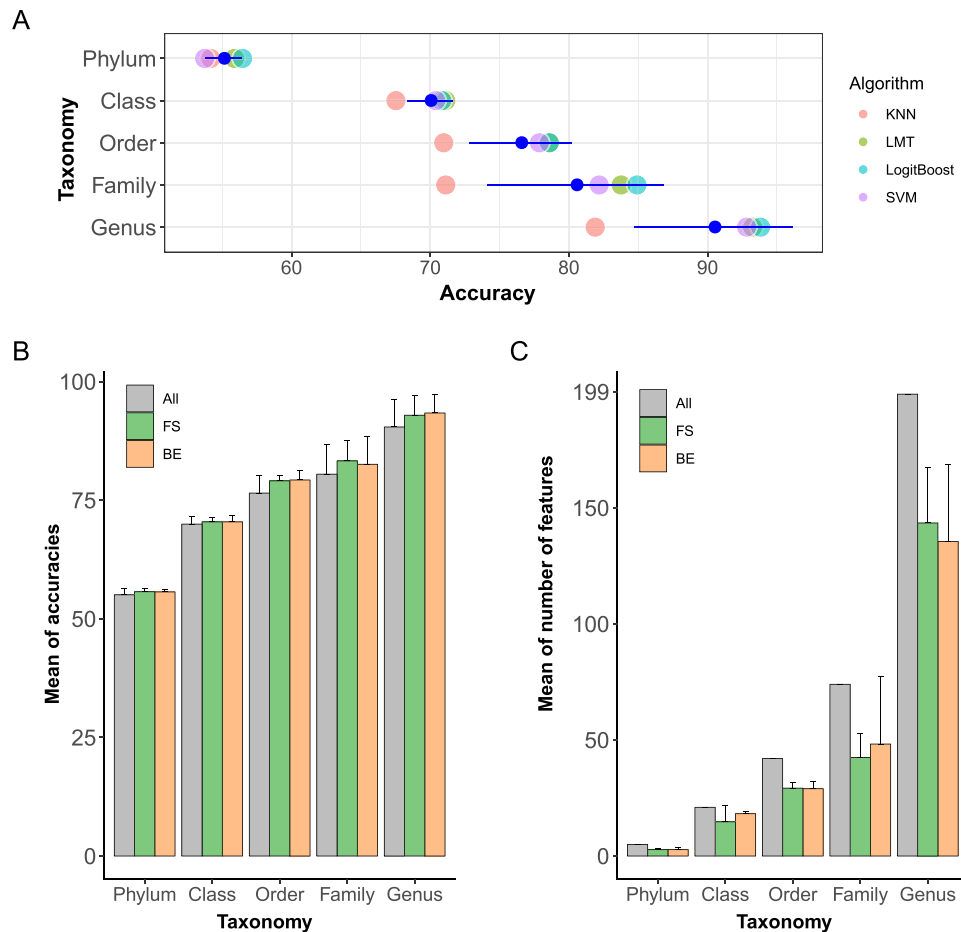 A
Taxonomy
Phylum
Class
Order
Family
Genus
60 70 80 90
Accuracy
Algorithm
KNN
LMT
LogitBoost
SVM
B
Mean of accuracies
100
75
50
25
0
All
FS
BE
Phylum Class Order Family Genus
Taxonomy
C
Mean of number of features
199
150
100
50
0
All
FS
BE
Phylum Class Order Family Genus
Taxonomy